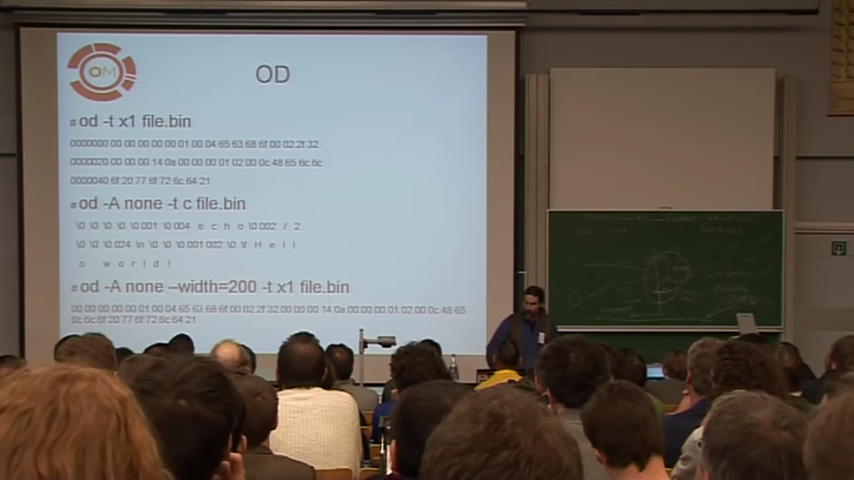 OM
OD
# od -t x1 file.bin
0000000 00 00 00 00 00 01 00 04 65 63 68 6f 00 02 2f 32
0000020 00 00 00 14 0a 00 00 00 01 02 00 0c 48 65 6c 6c
0000040 6f 20 77 6f 72 6c 64 21
# od -A none -t c file.bin
\0 \0 \0 \0 \0 001 \0 004 e c h o \0 002 / 2
\0 \0 \0 024 \n \0 \0 \0 001 002 \0 \f H e l l
o w o r l d !
# od -A none –width=200 -t x1 file.bin
00 00 00 00 00 01 00 04 65 63 68 6f 00 02 2f 32 00 00 00 14 0a 00 00 00 01 02 00 0c 48 65
6c 6c 6f 20 77 6f 72 6c 64 21